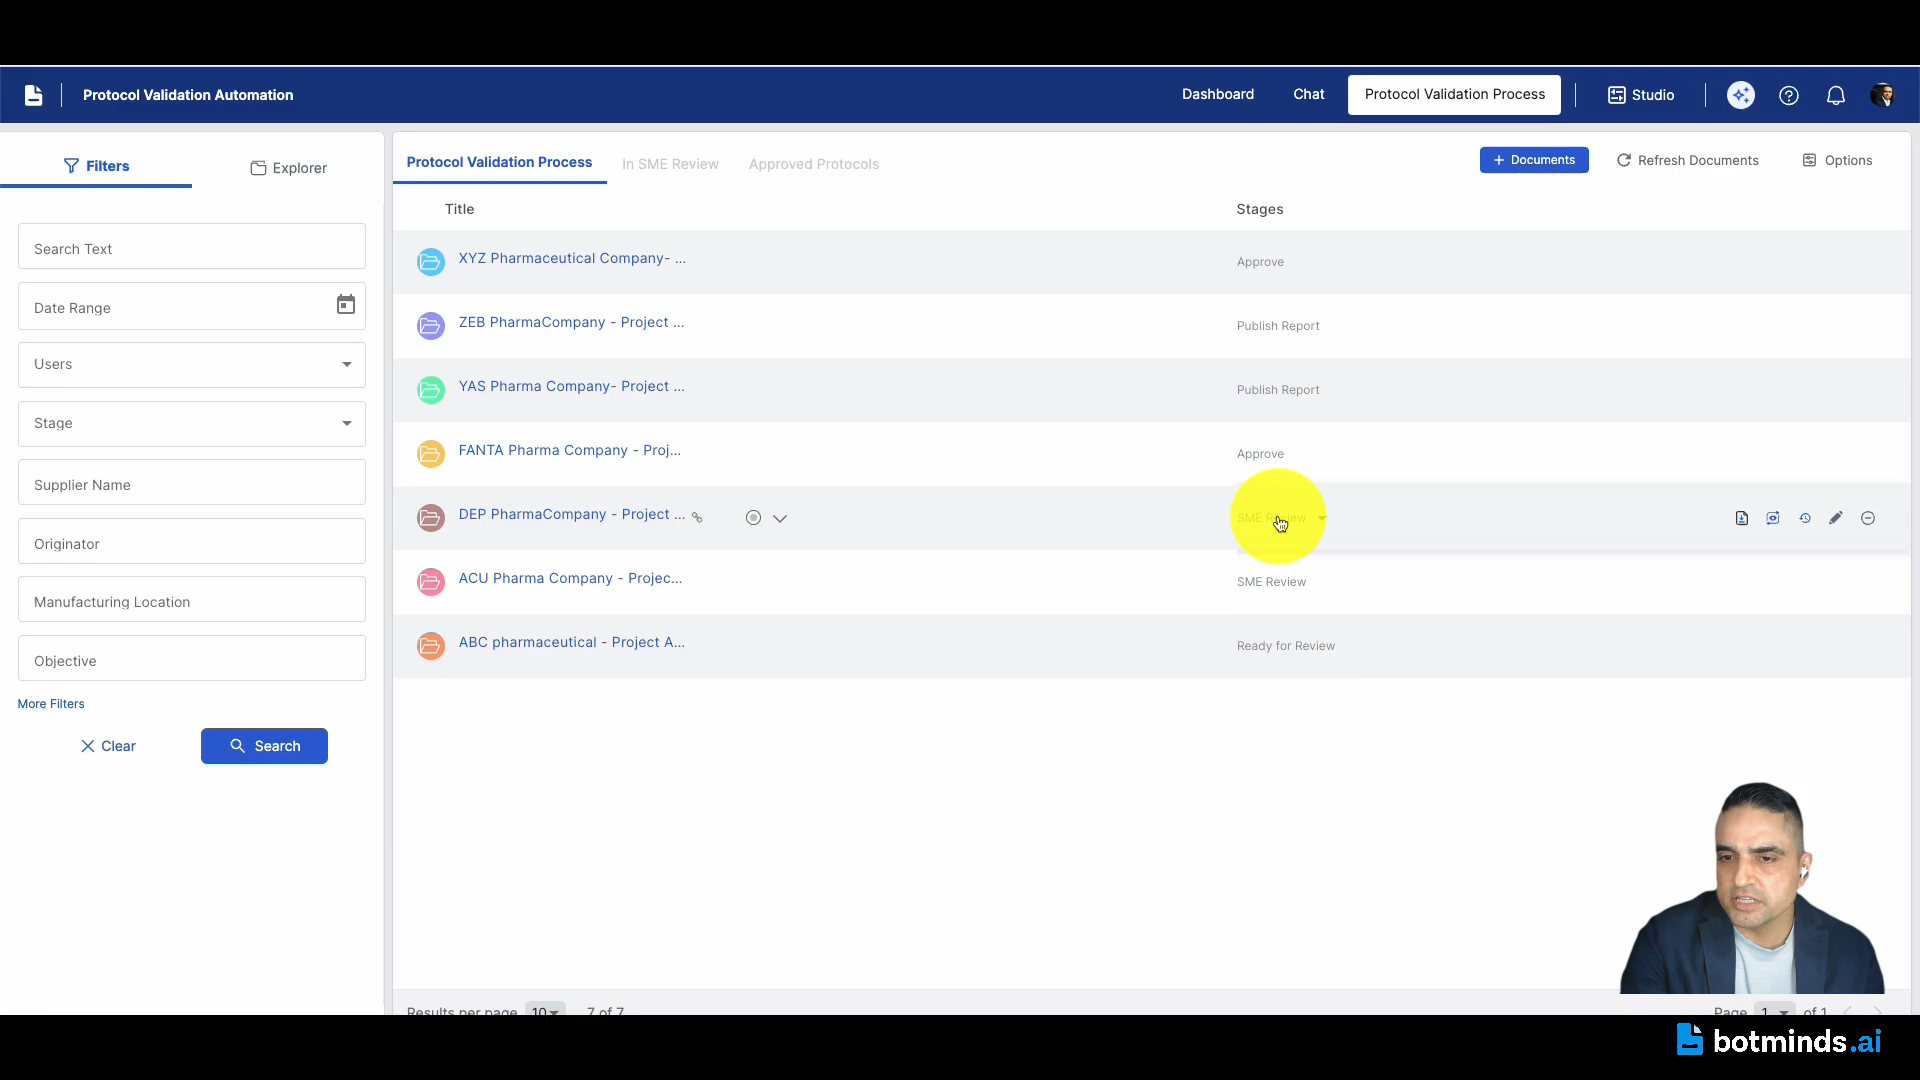 Protocol Validation Automation
Dashboard
Chat
Protocol Validation Process
Studio
Filters
Explorer
Search Text
Date Range
Users
Stage
Supplier Name
Originator
Manufacturing Location
Objective
More Filters
Clear
Search
Protocol Validation Process
In SME Review
Approved Protocols
+ Documents
Refresh Documents
Options
Title
Stages
XYZ Pharmaceutical Company- ...
Approve
ZEB PharmaCompany - Project ...
Publish Report
YAS Pharma Company- Project ...
Publish Report
FANTA Pharma Company - Proj...
Approve
DEP PharmaCompany - Project ...
SME Review
ACU Pharma Company - Projec...
SME Review
ABC pharmaceutical - Project A...
Ready for Review
Results per page 10 7 of 7
Page 1 of 1
botminds.ai